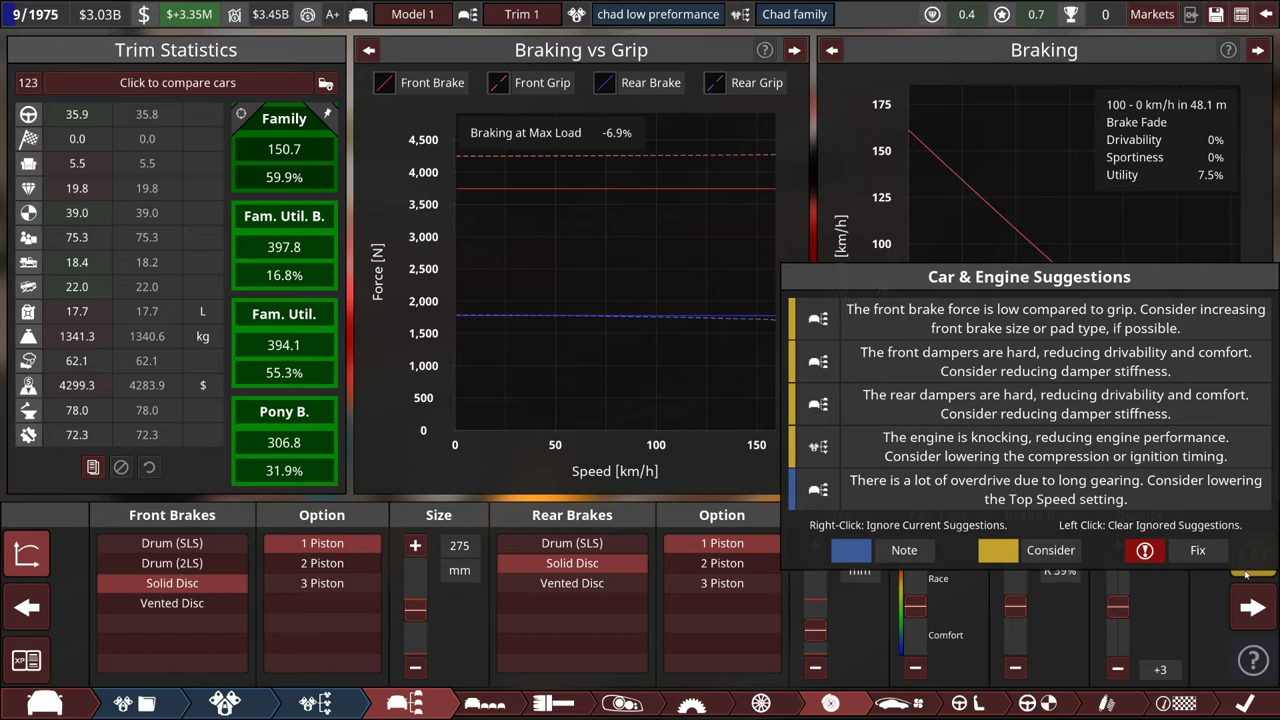 9/1975
$3.03B
$+3.35M
$3.45B
A+
Model 1
Trim 1
chad low preformance
Chad family
0.4
0.7
0
Markets
Trim Statistics
123
Click to compare cars
35.9 35.8
0.0 0.0
5.5 5.5
19.8 19.8
39.0 39.0
75.3 75.3
18.4 18.2
22.0 22.0
17.7 17.7 L
1341.3 1340.6 kg
62.1 62.1
4299.3 4283.9 $
78.0 78.0
72.3 72.3
Family
150.7
59.9%
Fam. Util. B.
397.8
16.8%
Fam. Util.
394.1
55.3%
Pony B.
306.8
31.9%
Braking vs Grip
?
Front Brake
Front Grip
Rear Brake
Rear Grip
Braking at Max Load -6.9%
4,500
4,000
3,500
3,000
2,500
2,000
1,500
1,000
500
0
Force [N]
0 50 100 150
Speed [km/h]
Braking
?
175
150
125
100
[km/h]
100 - 0 km/h in 48.1 m
Brake Fade
Drivability 0%
Sportiness 0%
Utility 7.5%
Car & Engine Suggestions
The front brake force is low compared to grip. Consider increasing
front brake size or pad type, if possible.
The front dampers are hard, reducing drivability and comfort.
Consider reducing damper stiffness.
The rear dampers are hard, reducing drivability and comfort.
Consider reducing damper stiffness.
The engine is knocking, reducing engine performance.
Consider lowering the compression or ignition timing.
There is a lot of overdrive due to long gearing. Consider lowering
the Top Speed setting.
Right-Click: Ignore Current Suggestions.
Left Click: Clear Ignored Suggestions.
Note
Consider
Fix
Front Brakes
Drum (SLS)
Drum (2LS)
Solid Disc
Vented Disc
Option
1 Piston
2 Piston
3 Piston
Size
+
275
mm
−
Rear Brakes
Drum (SLS)
Solid Disc
Vented Disc
Option
1 Piston
2 Piston
3 Piston
mm
−
Race
Comfort
−
R 39%
−
−
+3
XP
?